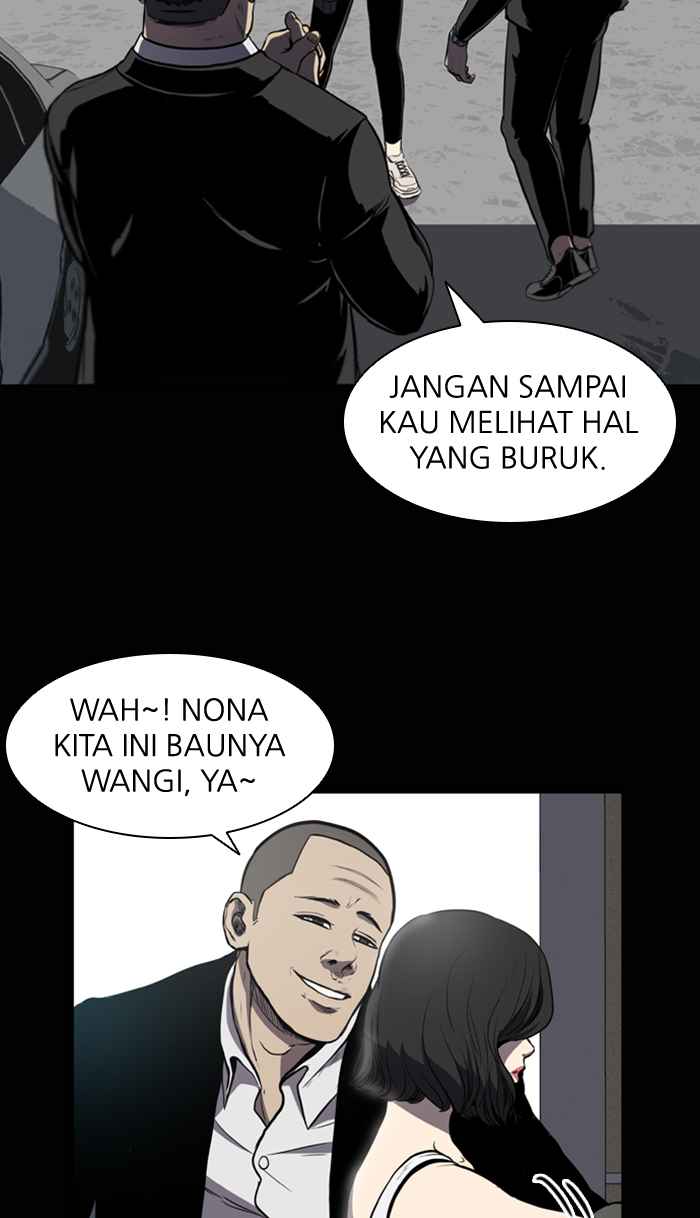 JANGAN SAMPAI
KAU MELIHAT HAL
YANG BURUK.
WAH~! NONA
KITA INI BAUNYA
WANGI, YA~